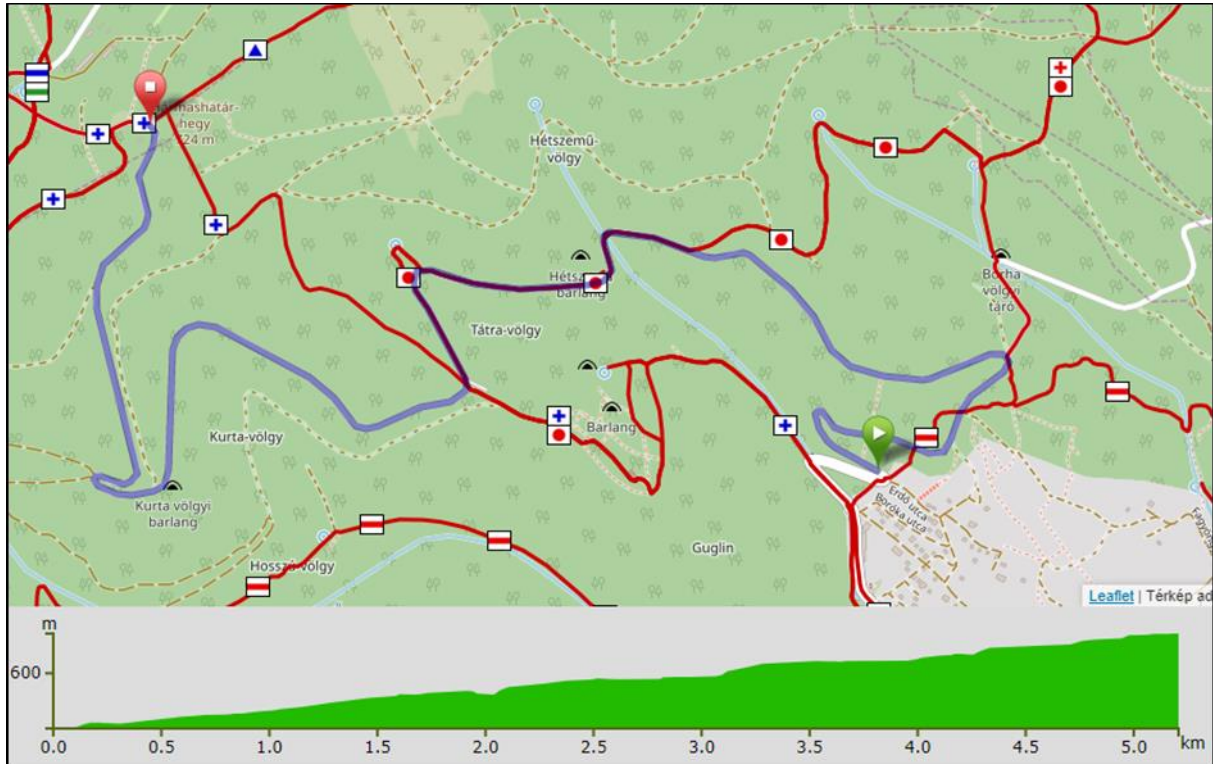 hegy
24 m
Hétszemű-
völgy
Borha
völgyi
táró
Tátra-völgy
Barlang
barlang
Kurta-völgy
Kurta völgyi
barlang
Hosszú-völgy
Guglin
Erdő utca
Boróka utca
Leaflet | Térkép ad
m
600
0.0 0.5 1.0 1.5 2.0 2.5 3.0 3.5 4.0 4.5 5.0 km